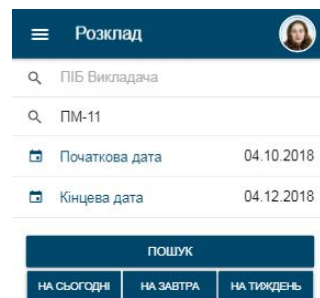 Розклад
ПІБ Викладача
ПМ-11
Початкова дата 04.10.2018
Кінцева дата 04.12.2018
ПОШУК
НА СЬОГОДНІ НА ЗАВТРА НА ТИЖДЕНЬ